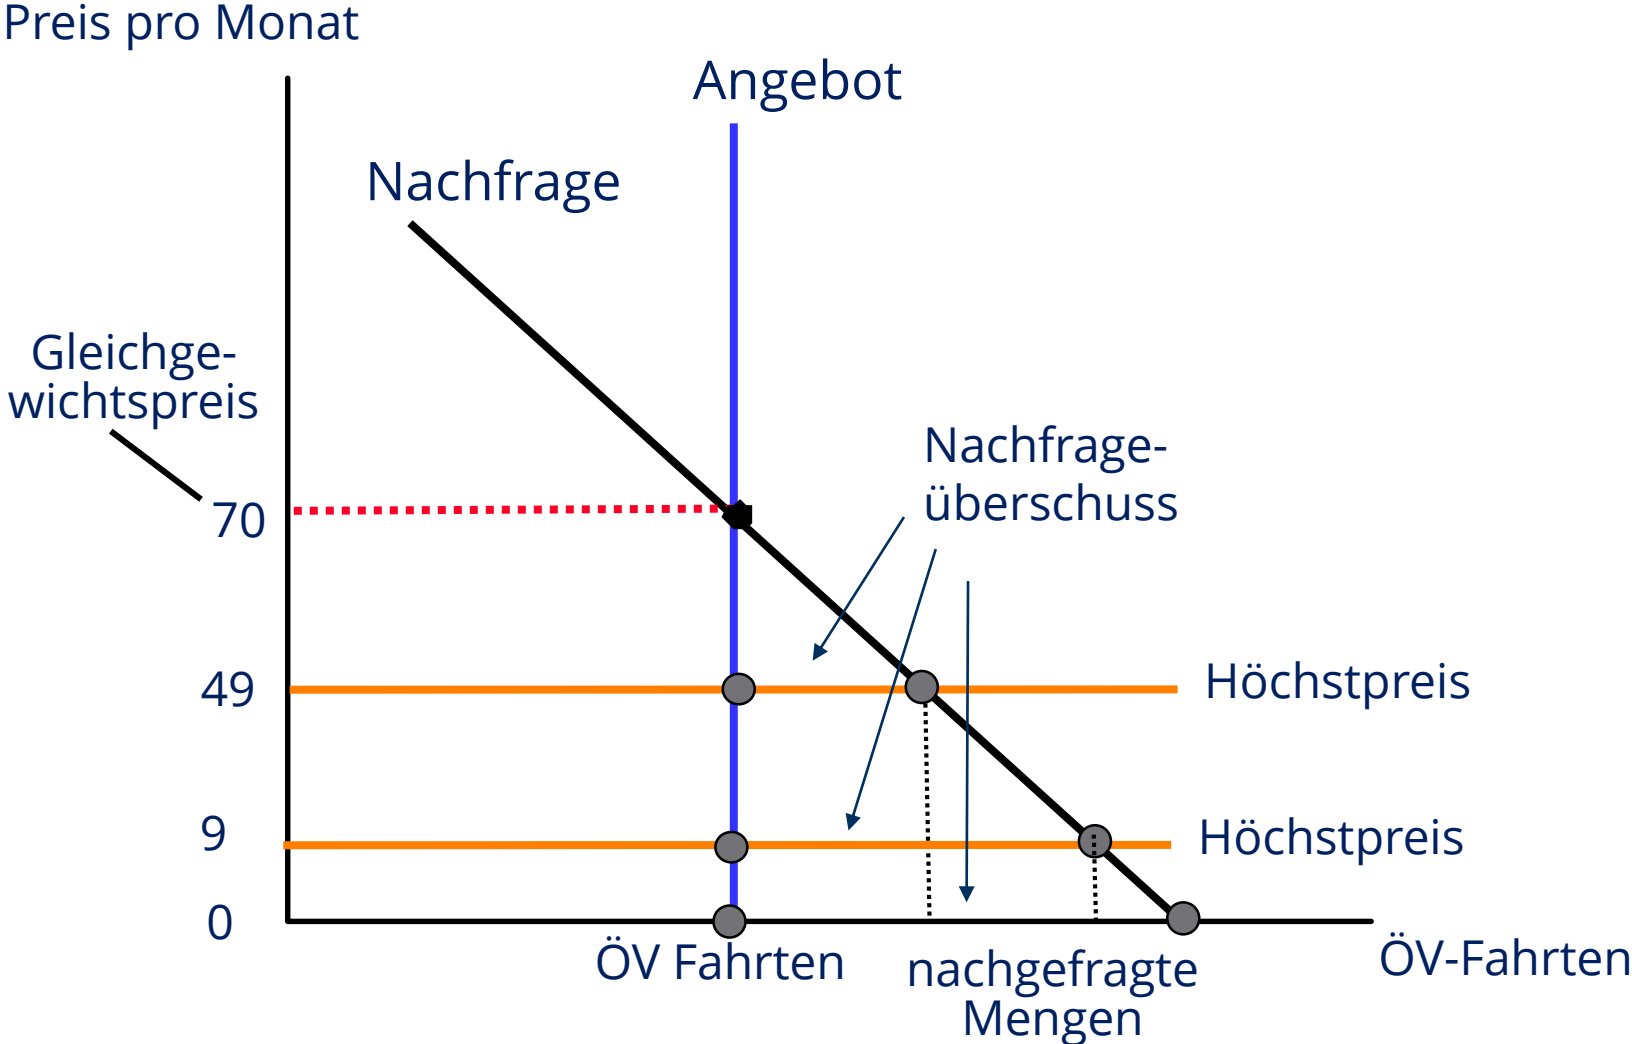 Preis pro Monat
Angebot
Nachfrage
Gleichge-
wichtspreis
Nachfrage-
überschuss
70
49
Höchstpreis
9
Höchstpreis
0
ÖV Fahrten
nachgefragte
Mengen
ÖV-Fahrten